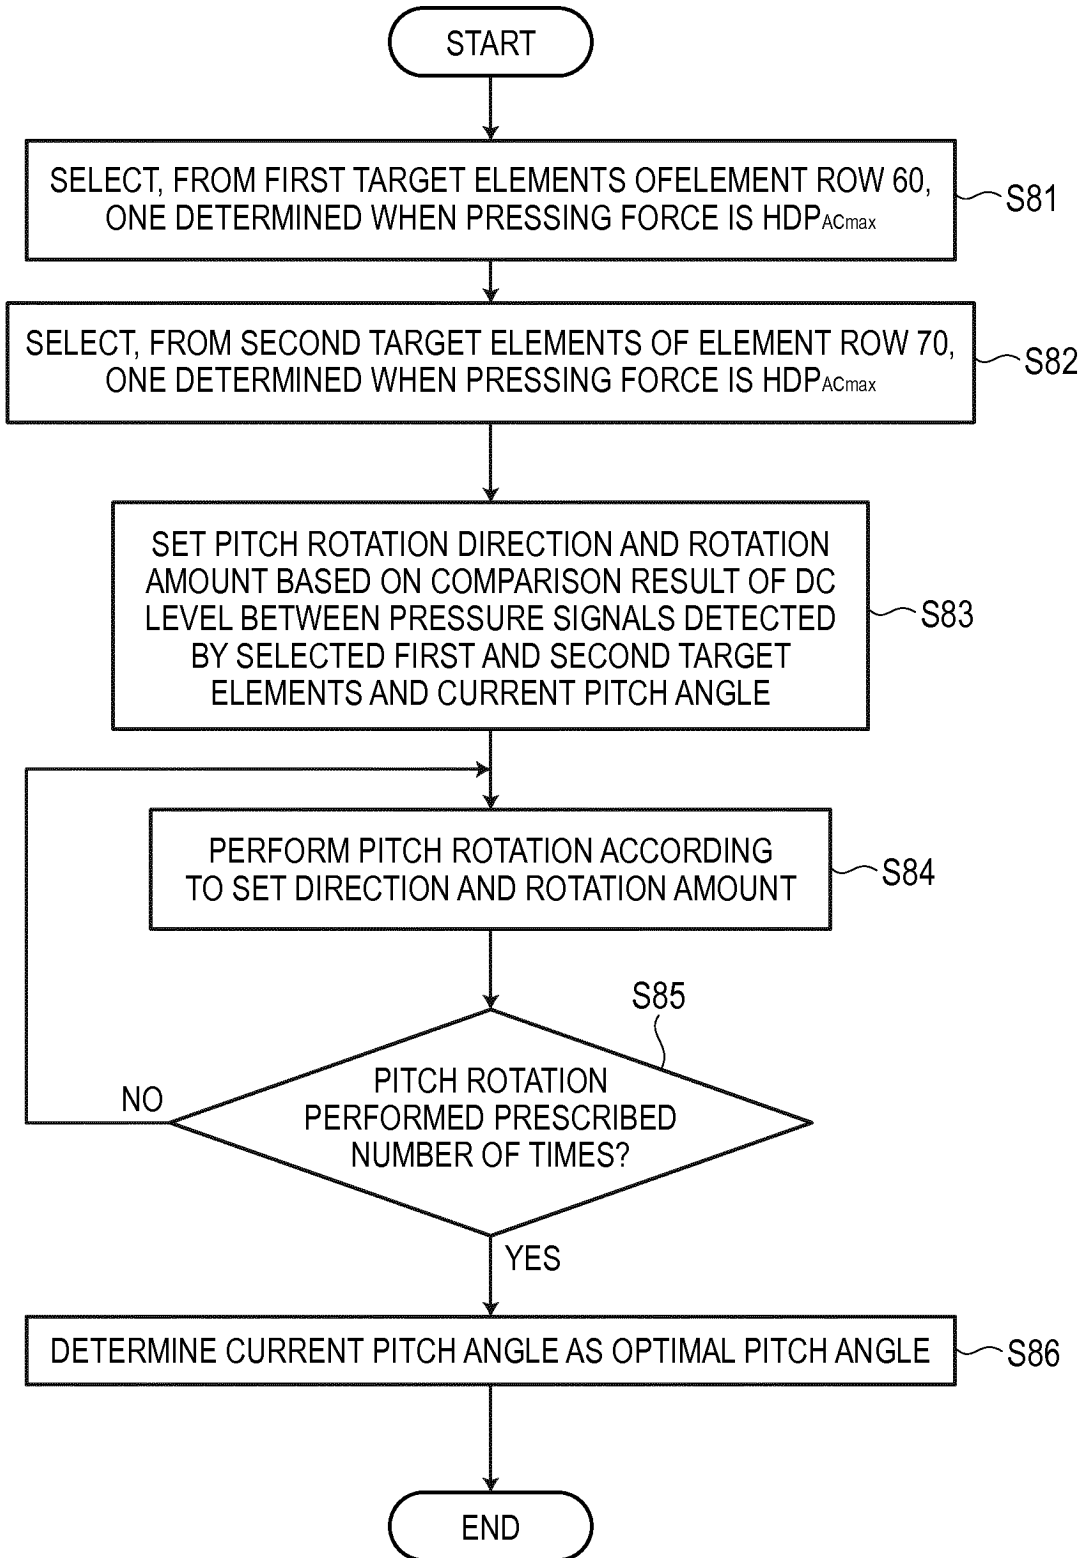 START
SELECT, FROM FIRST TARGET ELEMENTS OFELEMENT ROW 60,
ONE DETERMINED WHEN PRESSING FORCE IS HDPACmax
S81
SELECT, FROM SECOND TARGET ELEMENTS OF ELEMENT ROW 70,
ONE DETERMINED WHEN PRESSING FORCE IS HDPACmax
S82
SET PITCH ROTATION DIRECTION AND ROTATION
AMOUNT BASED ON COMPARISON RESULT OF DC
LEVEL BETWEEN PRESSURE SIGNALS DETECTED
BY SELECTED FIRST AND SECOND TARGET
ELEMENTS AND CURRENT PITCH ANGLE
S83
PERFORM PITCH ROTATION ACCORDING
TO SET DIRECTION AND ROTATION AMOUNT
S84
S85
PITCH ROTATION
PERFORMED PRESCRIBED
NUMBER OF TIMES?
NO
YES
DETERMINE CURRENT PITCH ANGLE AS OPTIMAL PITCH ANGLE
S86
END